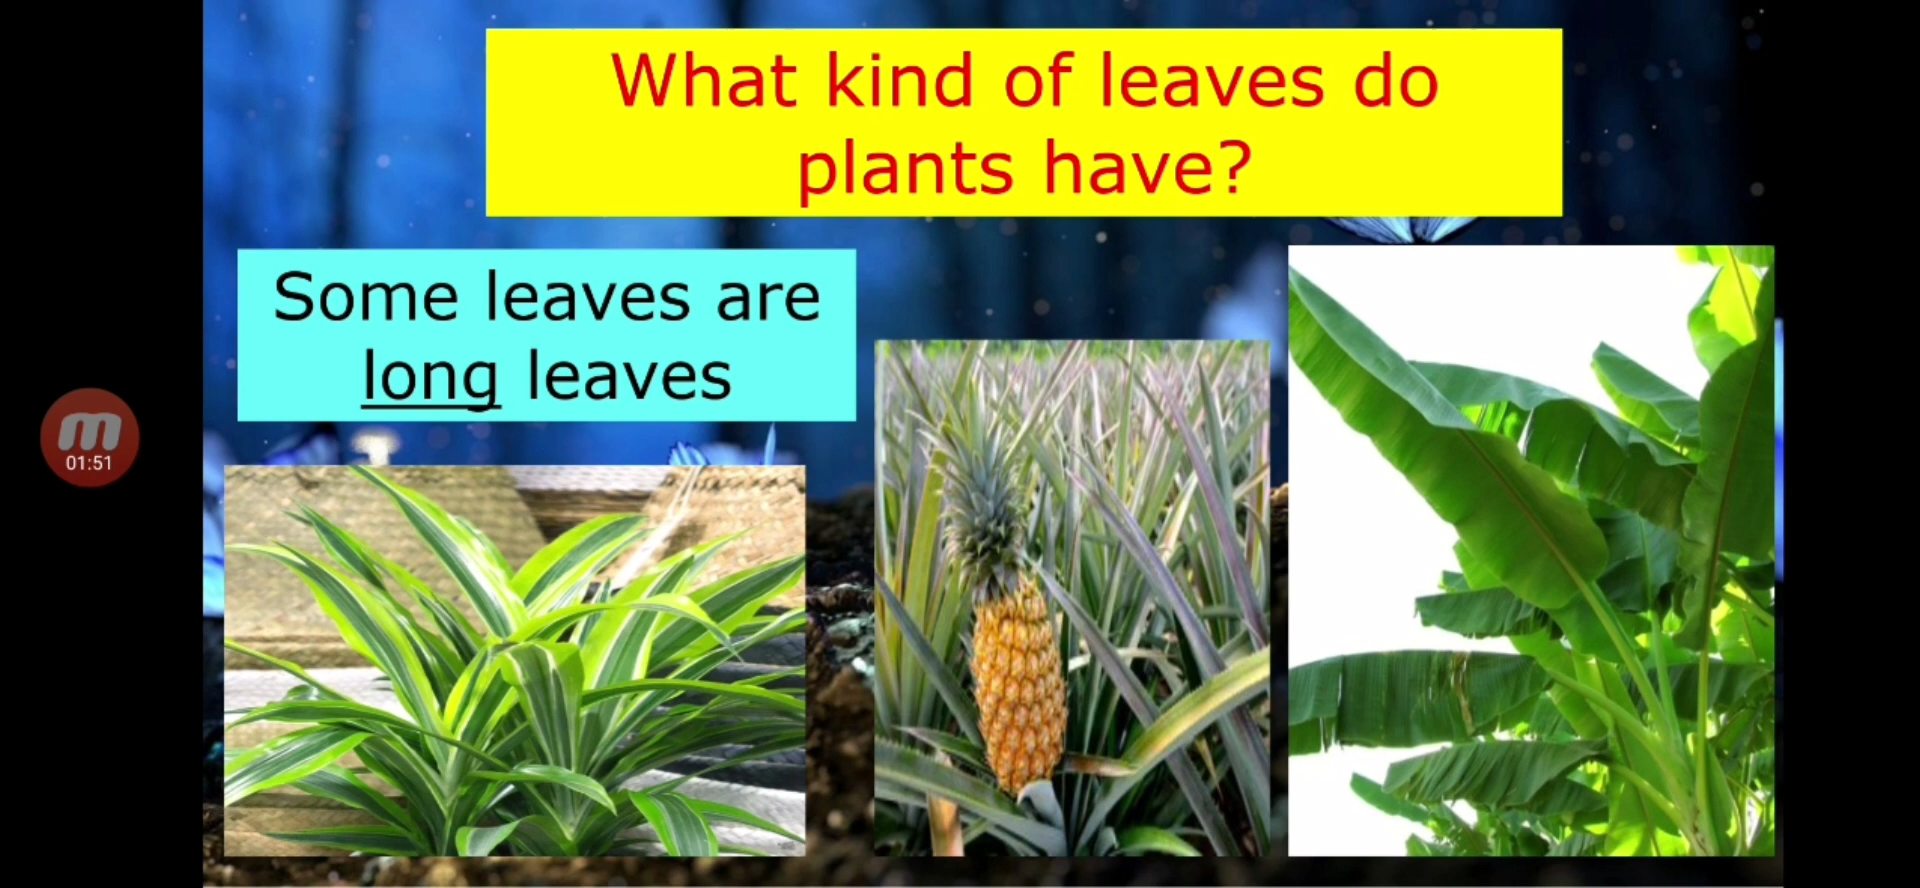 What kind of leaves do
plants have?
Some leaves are
long leaves
01:51